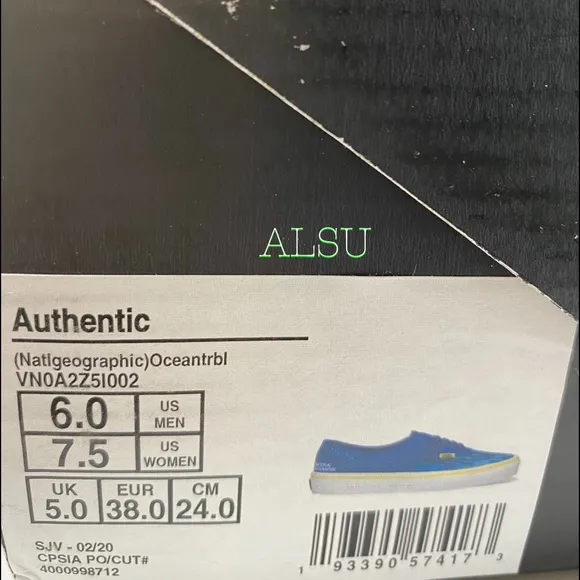 ALSU
Authentic
(Natlgeographic)Oceantrbl
VN0A2Z5I002
6.0 US MEN
7.5 US WOMEN
UK EUR CM
5.0 38.0 24.0
SJV - 02/20
CPSIA PO/CUT#
4000998712
1 93390 57417 3